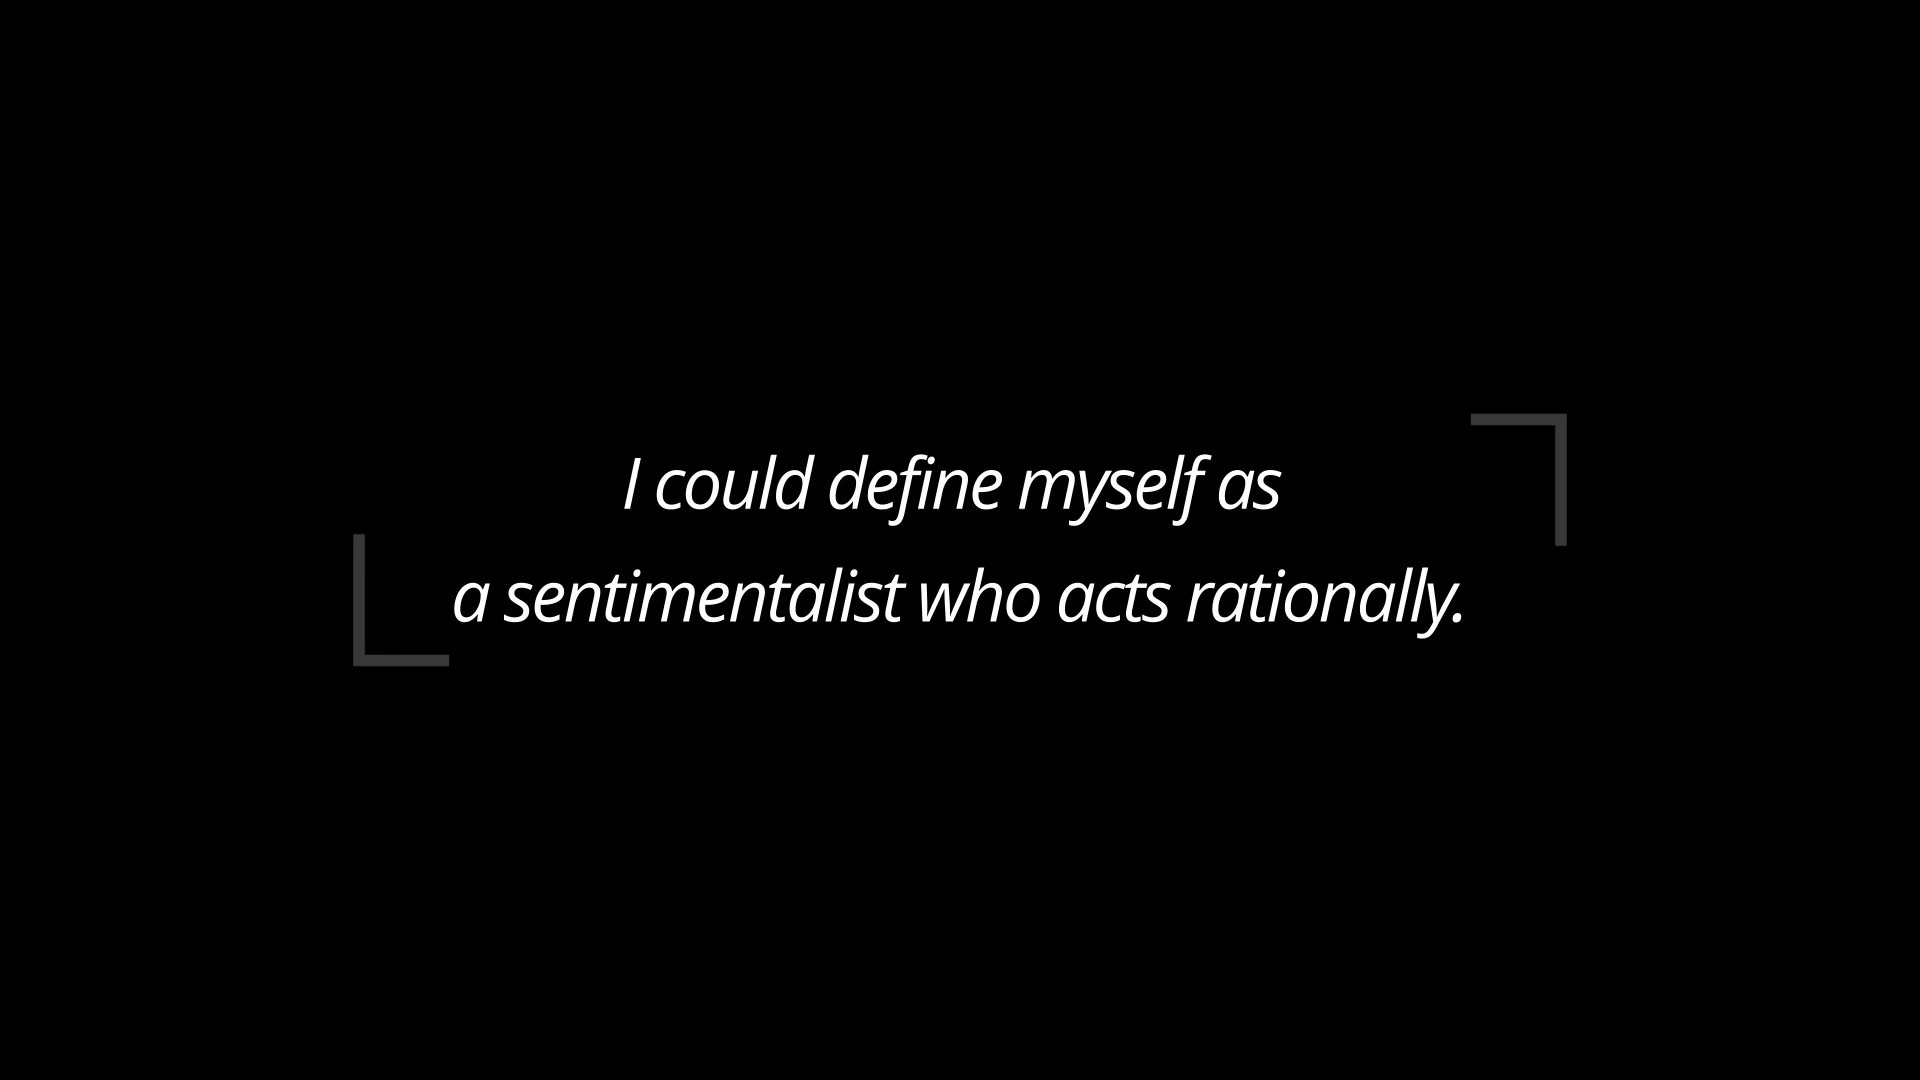 I could define myself as
a sentimentalist who acts rationally.